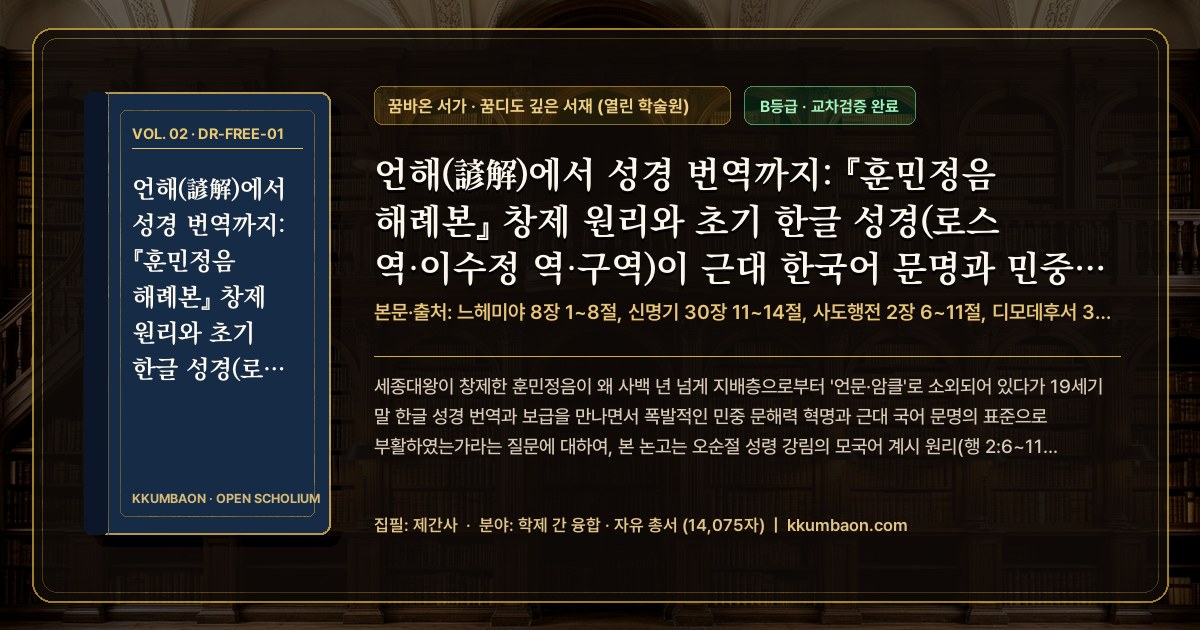 VOL. 02 · DR-FREE-01
언해(諺解)에서
성경 번역까지:
『훈민정음
해례본』 창제
원리와 초기
한글 성경(로…
KKUMBAON · OPEN SCHOLIUM
꿈바온 서가 · 꿈디도 깊은 서재 (열린 학술원)
B등급 · 교차검증 완료
언해(諺解)에서 성경 번역까지: 『훈민정음
해례본』 창제 원리와 초기 한글 성경(로스
역·이수정 역·구역)이 근대 한국어 문명과 민중…
본문·출처: 느헤미야 8장 1~8절, 신명기 30장 11~14절, 사도행전 2장 6~11절, 디모데후서 3...
세종대왕이 창제한 훈민정음이 왜 사백 년 넘게 지배층으로부터 '언문·암클'로 소외되어 있다가 19세기
말 한글 성경 번역과 보급을 만나면서 폭발적인 민중 문해력 혁명과 근대 국어 문명의 표준으로
부활하였는가라는 질문에 대하여, 본 논고는 오순절 성령 강림의 모국어 계시 원리(행 2:6~11...
집필: 제간사 · 분야: 학제 간 융합 · 자유 총서 (14,075자) | kkumbaon.com